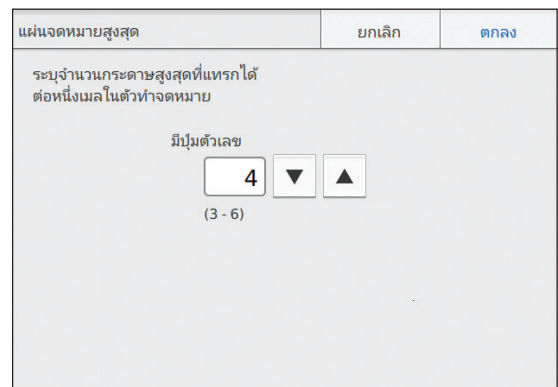 แผ่นจดหมายสูงสุด ยกเลิก ตกลง
ระบุจำนวนกระดาษสูงสุดที่แทรกได้
ต่อหนึ่งเมลในตัวทำจดหมาย
มีปุ่มตัวเลข
4 ▼ ▲
(3 - 6)